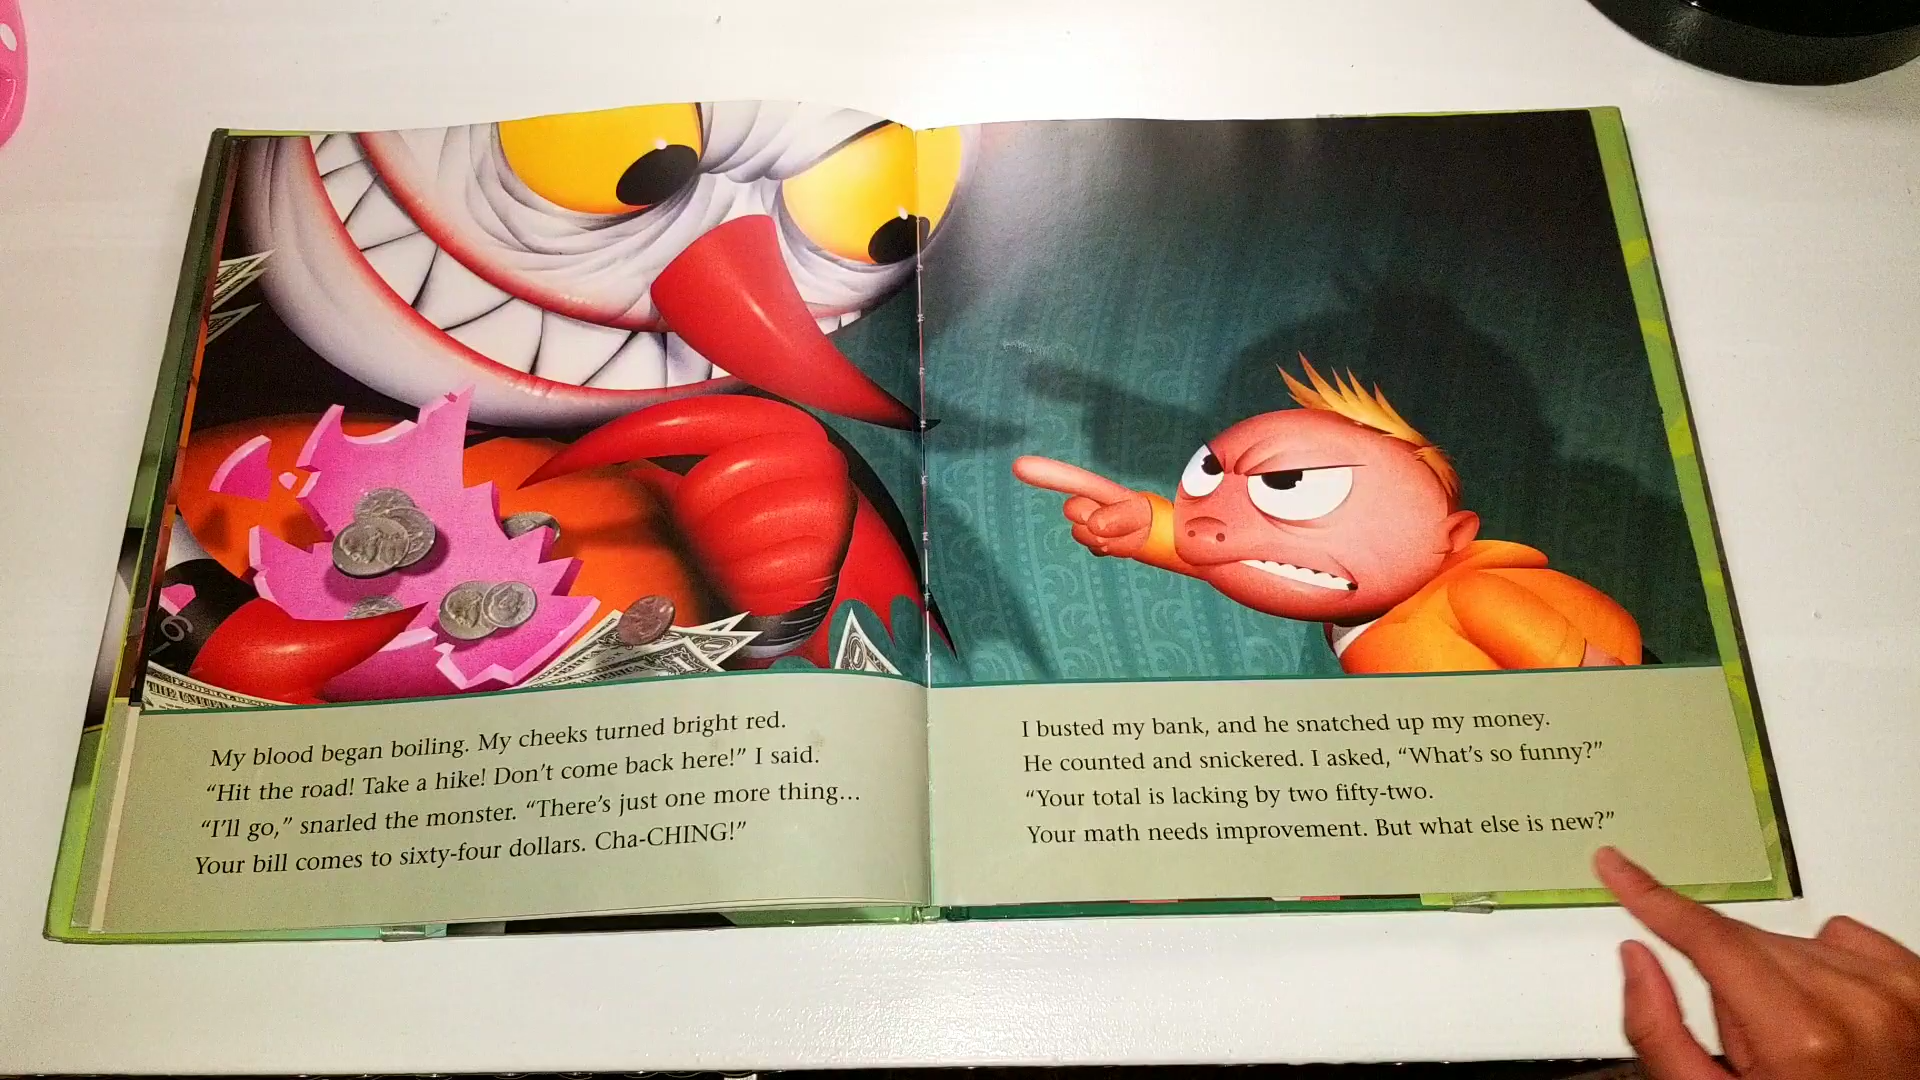 My blood began boiling. My cheeks turned bright red.
“Hit the road! Take a hike! Don’t come back here!” I said.
“I’ll go,” snarled the monster. “There’s just one more thing…
Your bill comes to sixty-four dollars. Cha-CHING!”
I busted my bank, and he snatched up my money.
He counted and snickered. I asked, “What’s so funny?”
“Your total is lacking by two fifty-two.
Your math needs improvement. But what else is new?”